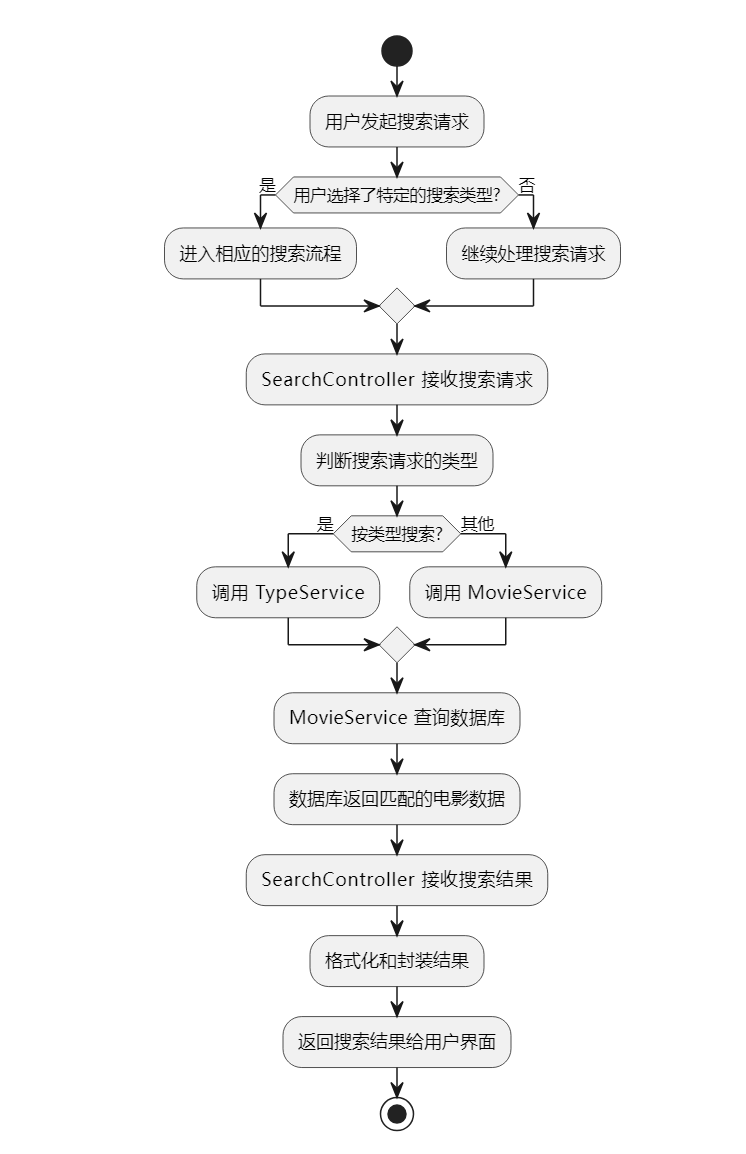 用户发起搜索请求
是
用户选择了特定的搜索类型?
否
进入相应的搜索流程
继续处理搜索请求
SearchController 接收搜索请求
判断搜索请求的类型
是
按类型搜索?
其他
调用 TypeService
调用 MovieService
MovieService 查询数据库
数据库返回匹配的电影数据
SearchController 接收搜索结果
格式化和封装结果
返回搜索结果给用户界面